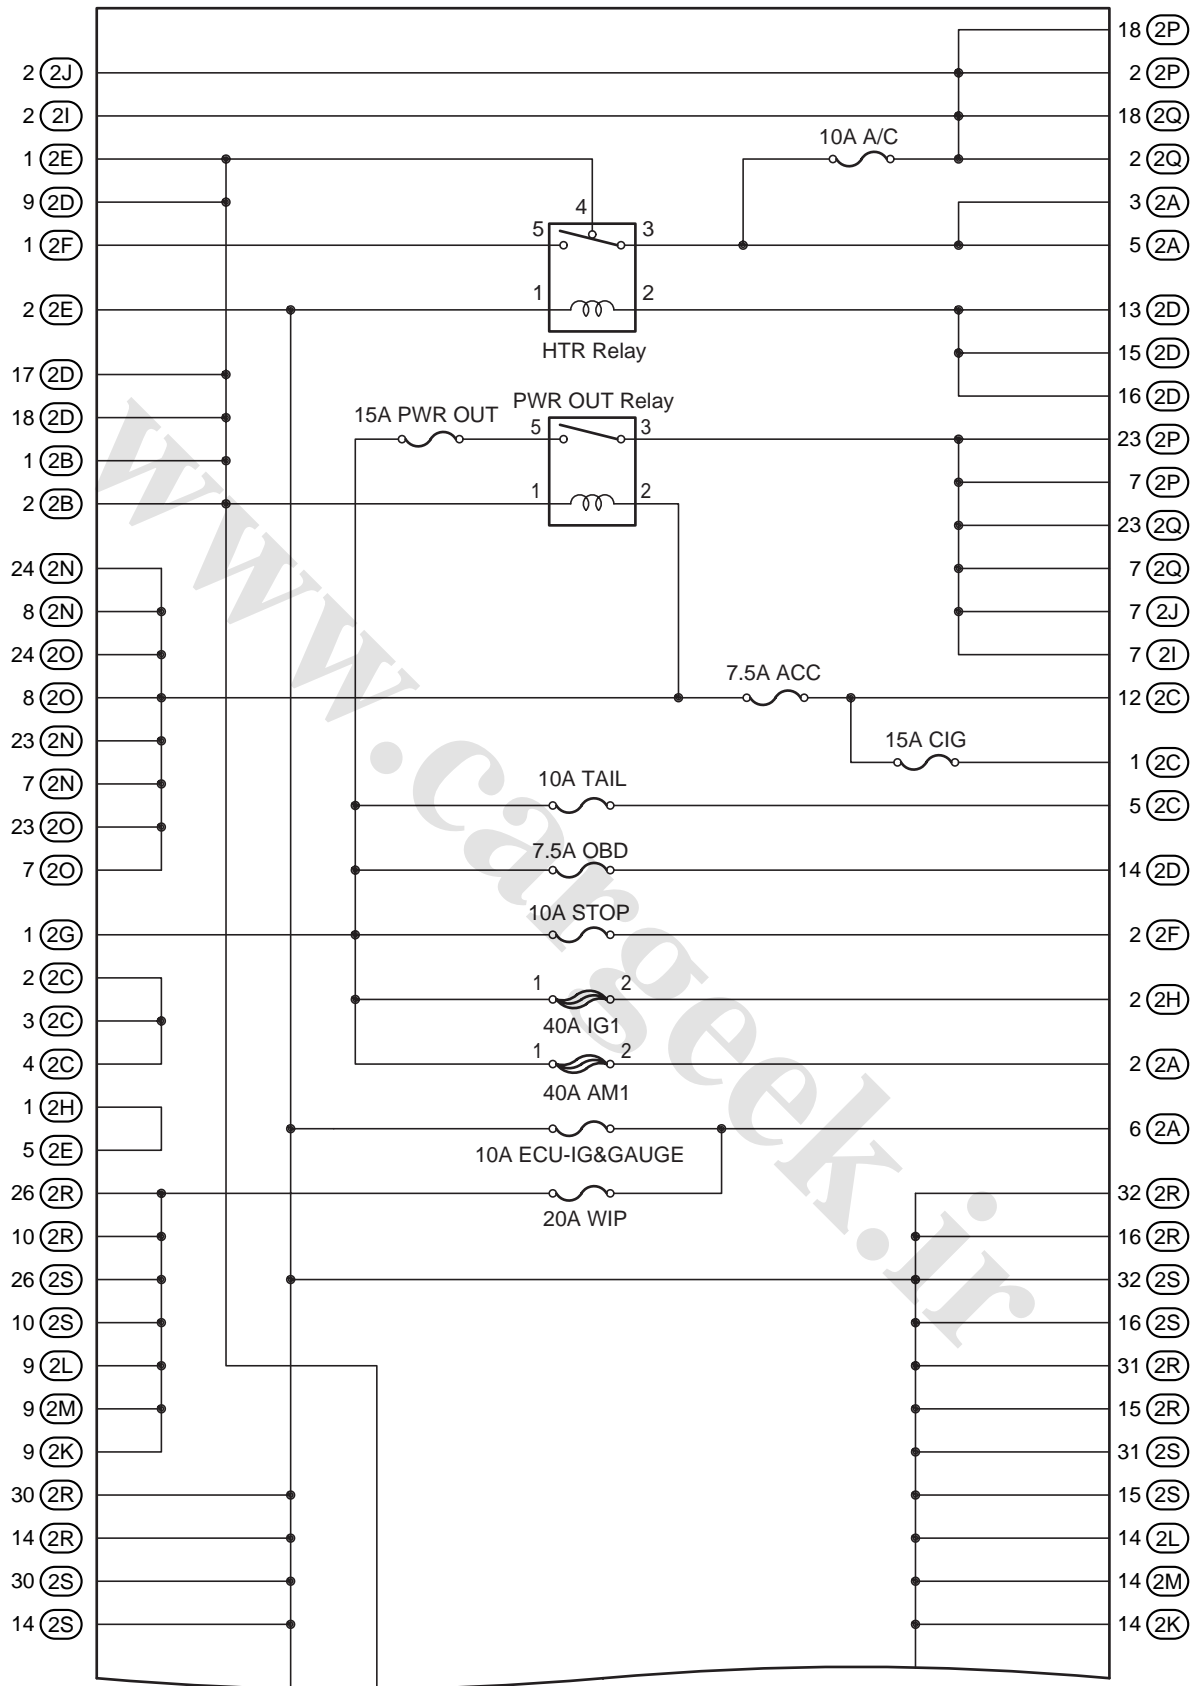 18 2P
2 2J 2 2P
2 2I 18 2Q
10A A/C
1 2E 2 2Q
9 2D 3 2A
4
5 3
1 2F 5 2A
1 2
2 2E 13 2D
HTR Relay 15 2D
17 2D
16 2D
PWR OUT Relay
15A PWR OUT
18 2D
5 3
23 2P
1 2B
7 2P
1 2
2 2B
23 2Q
24 2N 7 2Q
8 2N 7 2J
24 2O 7 2I
7.5A ACC
8 2O 12 2C
23 2N
15A CIG
1 2C
7 2N
10A TAIL
5 2C
23 2O
7.5A OBD
7 2O 14 2D
10A STOP
1 2G 2 2F
2 2C
1 2
2 2H
3 2C
40A IG1
1 2
4 2C 2 2A
40A AM1
1 2H
6 2A
5 2E
10A ECU-IG&GAUGE
26 2R 32 2R
20A WIP
10 2R 16 2R
26 2S 32 2S
10 2S 16 2S
9 2L 31 2R
9 2M 15 2R
9 2K 31 2S
30 2R 15 2S
14 2R 14 2L
30 2S 14 2M
14 2S 14 2K
www.cargeek.ir